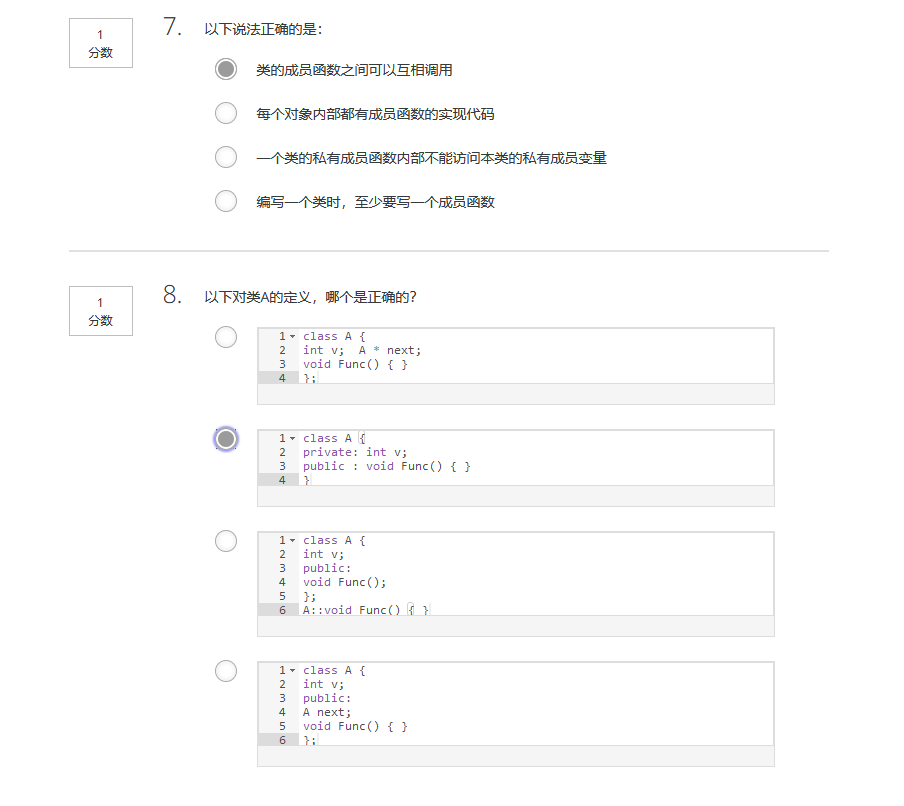 1
分数
7.
以下说法正确的是:
类的成员函数之间可以互相调用
每个对象内部都有成员函数的实现代码
一个类的私有成员函数内部不能访问本类的私有成员变量
编写一个类时，至少要写一个成员函数
1
分数
8.
以下对类A的定义，哪个是正确的?
1 class A {
2 int v;  A * next;
3 void Func() { }
4 };
1 class A {
2 private: int v;
3 public : void Func() { }
4 }
1 class A {
2 int v;
3 public:
4 void Func();
5 };
6 A::void Func() { }
1 class A {
2 int v;
3 public:
4 A next;
5 void Func() { }
6 };